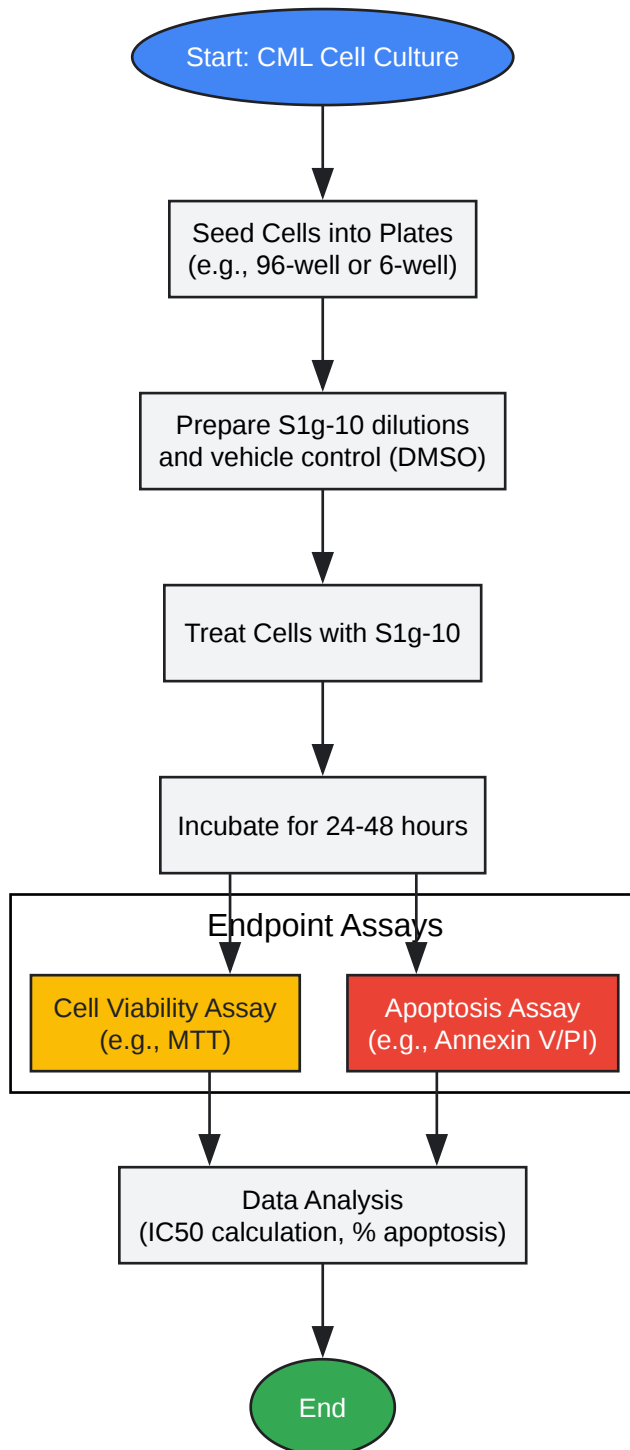 Start: CML Cell Culture
Seed Cells into Plates
(e.g., 96-well or 6-well)
Prepare S1g-10 dilutions
and vehicle control (DMSO)
Treat Cells with S1g-10
Incubate for 24-48 hours
Endpoint Assays
Cell Viability Assay
(e.g., MTT)
Apoptosis Assay
(e.g., Annexin V/PI)
Data Analysis
(IC50 calculation, % apoptosis)
End